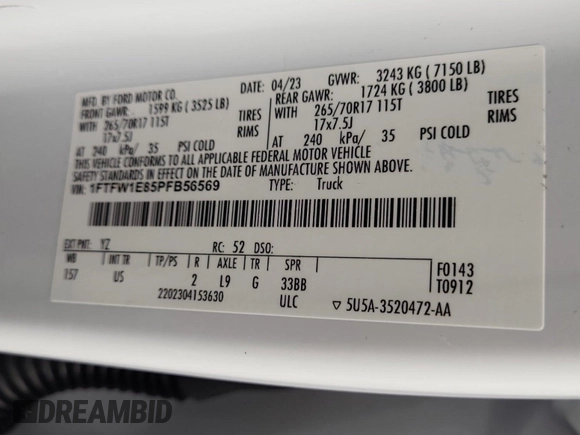 MFD. BY FORD MOTOR CO.
DATE: 04/23 GVWR: 3243 KG ( 7150 LB)
FRONT GAWR: 1599 KG ( 3525 LB) REAR GAWR: 1724 KG ( 3800 LB)
WITH 265/70R17 115T TIRES WITH 265/70R17 115T TIRES
17x7.5J RIMS 17x7.5J RIMS
AT 240 kPa/ 35 PSI COLD AT 240 kPa/ 35 PSI COLD
THIS VEHICLE CONFORMS TO ALL APPLICABLE FEDERAL MOTOR VEHICLE
SAFETY STANDARDS IN EFFECT ON THE DATE OF MANUFACTURE SHOWN ABOVE.
VIN: 1FTFW1E85PFB56569 TYPE: Truck
EXT PNT: YZ RC: 52 DSO:
WB INT TR TP/PS R AXLE TR SPR F0143
157 US 2 L9 G 33BB T0912
2202304153630 ULC ▽ 5U5A-3520472-AA
DREAMBID